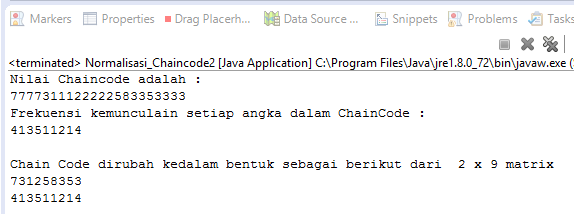 Markers Properties Drag Placerh... Data Source ... Snippets Problems Tasks
<terminated> Normalisasi_Chaincode2 [Java Application] C:\Program Files\Java\jre1.8.0_72\bin\javaw.exe (
Nilai Chaincode adalah :
7777311122222583353333
Frekuensi kemunculain setiap angka dalam ChainCode :
413511214
Chain Code dirubah kedalam bentuk sebagai berikut dari 2 x 9 matrix
731258353
413511214